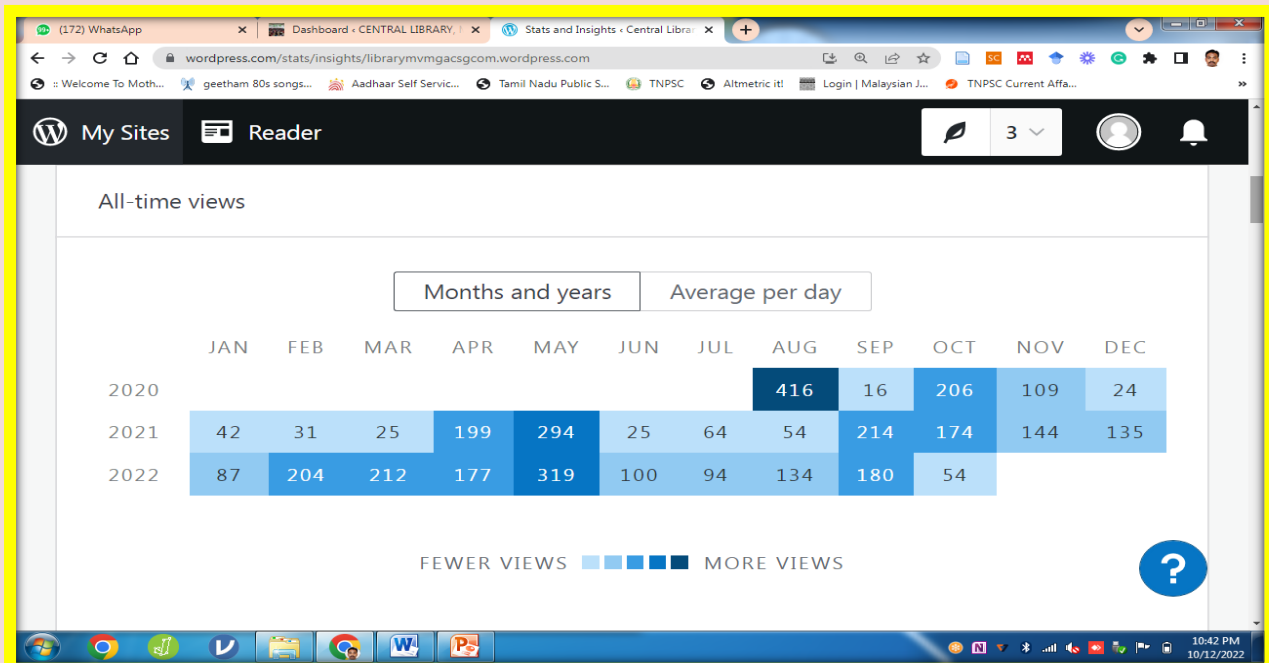 (172) WhatsApp Dashboard ‹ CENTRAL LIBRARY, Stats and Insights ‹ Central Librar
wordpress.com/stats/insights/librarymvmgacsgcom.wordpress.com
:: Welcome To Moth... geetham 80s songs... Aadhaar Self Servic... Tamil Nadu Public S... TNPSC Altmetric it! Login | Malaysian J... TNPSC Current Affa... »
My Sites Reader 3
All-time views
Months and years Average per day
JAN FEB MAR APR MAY JUN JUL AUG SEP OCT NOV DEC
2020 416 16 206 109 24
2021 42 31 25 199 294 25 64 54 214 174 144 135
2022 87 204 212 177 319 100 94 134 180 54
FEWER VIEWS MORE VIEWS
?
10:42 PM
10/12/2022